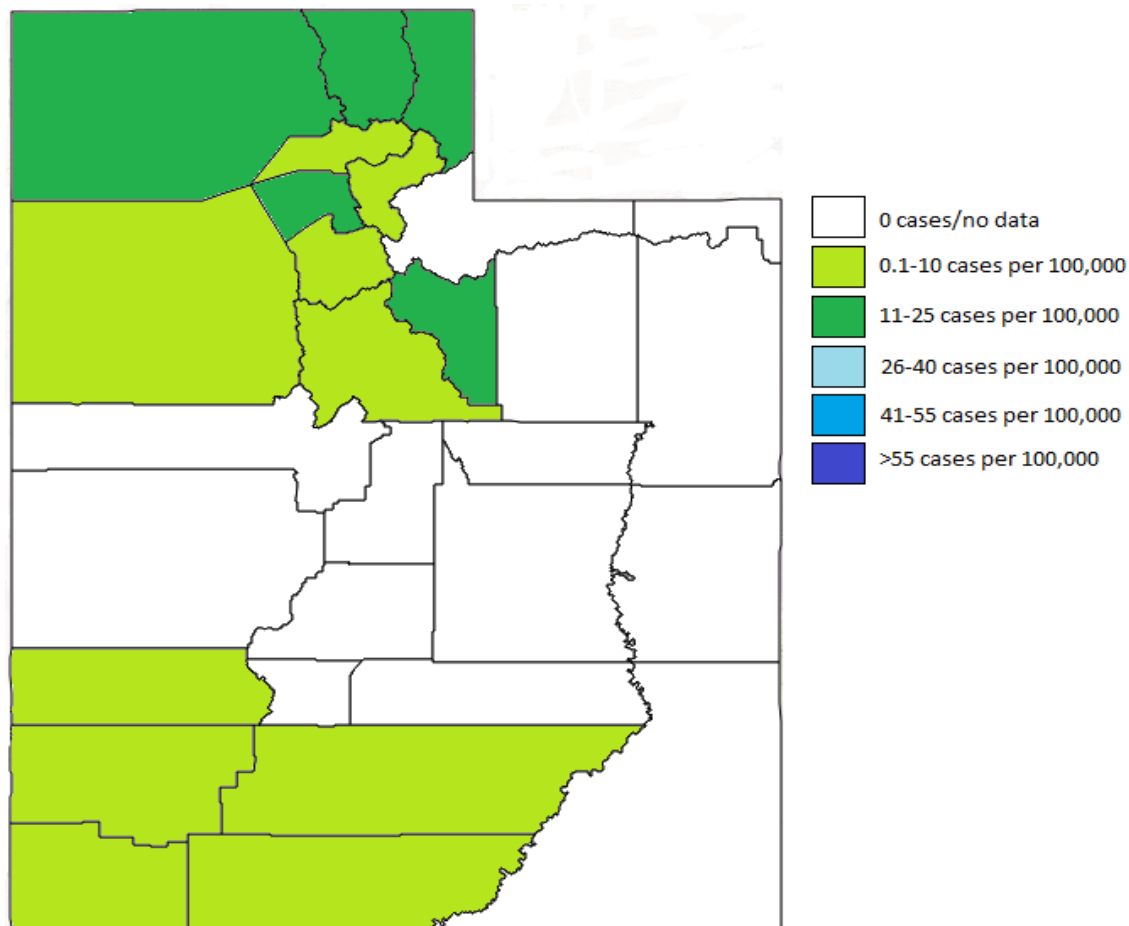 0 cases/no data
0.1-10 cases per 100,000
11-25 cases per 100,000
26-40 cases per 100,000
41-55 cases per 100,000
>55 cases per 100,000